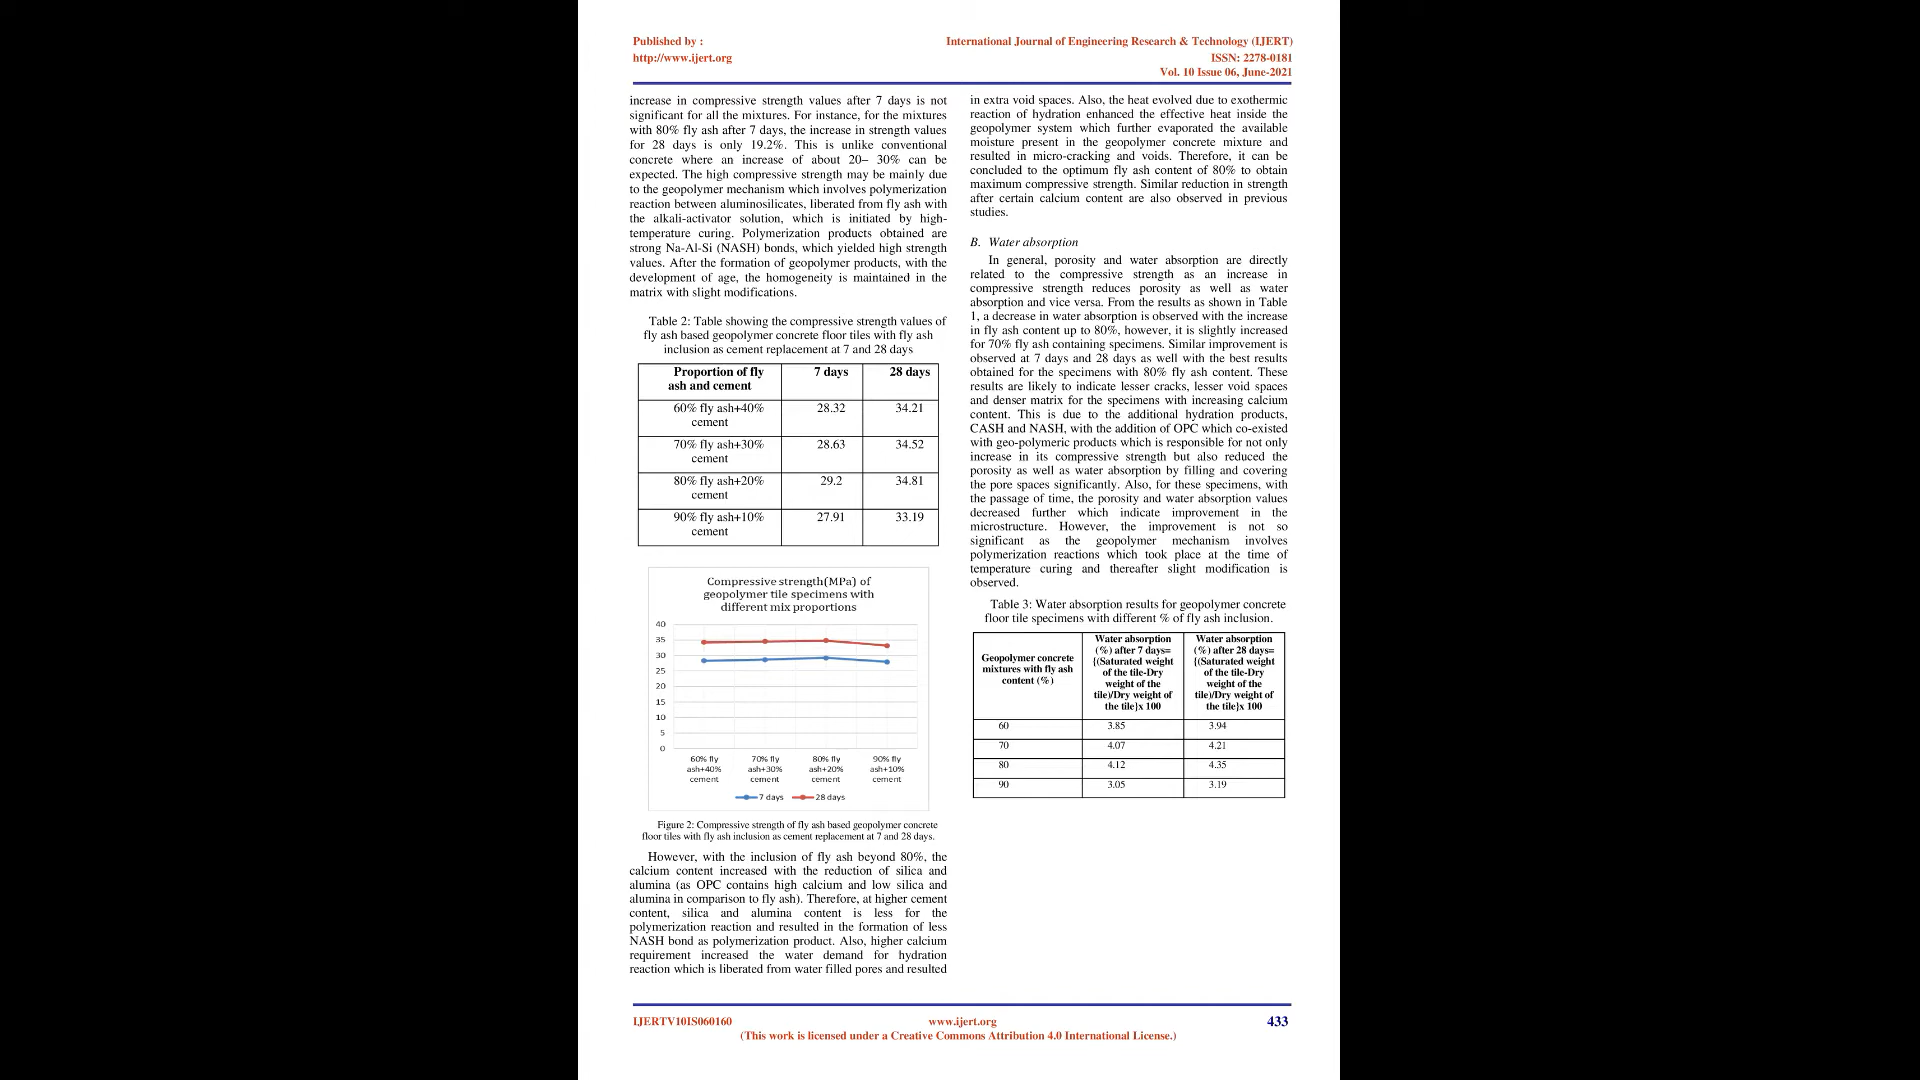 Published by :
http://www.ijert.org
International Journal of Engineering Research & Technology (IJERT)
ISSN: 2278-0181
Vol. 10 Issue 06, June-2021
increase in compressive strength values after 7 days is not
significant for all the mixtures. For instance, for the mixtures
with 80% fly ash after 7 days, the increase in strength values
for 28 days is only 19.2%. This is unlike conventional
concrete where an increase of about 20– 30% can be
expected. The high compressive strength may be mainly due
to the geopolymer mechanism which involves polymerization
reaction between aluminosilicates, liberated from fly ash with
the alkali-activator solution, which is initiated by high-
temperature curing. Polymerization products obtained are
strong Na-Al-Si (NASH) bonds, which yielded high strength
values. After the formation of geopolymer products, with the
development of age, the homogeneity is maintained in the
matrix with slight modifications.
Table 2: Table showing the compressive strength values of
fly ash based geopolymer concrete floor tiles with fly ash
inclusion as cement replacement at 7 and 28 days
Proportion of fly
ash and cement
7 days
28 days
60% fly ash+40%
cement
28.32
34.21
70% fly ash+30%
cement
28.63
34.52
80% fly ash+20%
cement
29.2
34.81
90% fly ash+10%
cement
27.91
33.19
Compressive strength(MPa) of
geopolymer tile specimens with
different mix proportions
40
35
30
25
20
15
10
5
0
60% fly
ash+40%
cement
70% fly
ash+30%
cement
80% fly
ash+20%
cement
90% fly
ash+10%
cement
7 days
28 days
Figure 2: Compressive strength of fly ash based geopolymer concrete
floor tiles with fly ash inclusion as cement replacement at 7 and 28 days.
However, with the inclusion of fly ash beyond 80%, the
calcium content increased with the reduction of silica and
alumina (as OPC contains high calcium and low silica and
alumina in comparison to fly ash). Therefore, at higher cement
content, silica and alumina content is less for the
polymerization reaction and resulted in the formation of less
NASH bond as polymerization product. Also, higher calcium
requirement increased the water demand for hydration
reaction which is liberated from water filled pores and resulted
in extra void spaces. Also, the heat evolved due to exothermic
reaction of hydration enhanced the effective heat inside the
geopolymer system which further evaporated the available
moisture present in the geopolymer concrete mixture and
resulted in micro-cracking and voids. Therefore, it can be
concluded to the optimum fly ash content of 80% to obtain
maximum compressive strength. Similar reduction in strength
after certain calcium content are also observed in previous
studies.
B. Water absorption
In general, porosity and water absorption are directly
related to the compressive strength as an increase in
compressive strength reduces porosity as well as water
absorption and vice versa. From the results as shown in Table
1, a decrease in water absorption is observed with the increase
in fly ash content up to 80%, however, it is slightly increased
for 70% fly ash containing specimens. Similar improvement is
observed at 7 days and 28 days as well with the best results
obtained for the specimens with 80% fly ash content. These
results are likely to indicate lesser cracks, lesser void spaces
and denser matrix for the specimens with increasing calcium
content. This is due to the additional hydration products,
CASH and NASH, with the addition of OPC which co-existed
with geo-polymeric products which is responsible for not only
increase in its compressive strength but also reduced the
porosity as well as water absorption by filling and covering
the pore spaces significantly. Also, for these specimens, with
the passage of time, the porosity and water absorption values
decreased further which indicate improvement in the
microstructure. However, the improvement is not so
significant as the geopolymer mechanism involves
polymerization reactions which took place at the time of
temperature curing and thereafter slight modification is
observed.
Table 3: Water absorption results for geopolymer concrete
floor tile specimens with different % of fly ash inclusion.
Geopolymer concrete
mixtures with fly ash
content (%)
Water absorption
(%) after 7 days=
{(Saturated weight
of the tile-Dry
weight of the
tile)/Dry weight of
the tile}x 100
Water absorption
(%) after 28 days=
{(Saturated weight
of the tile-Dry
weight of the
tile)/Dry weight of
the tile}x 100
60
3.85
3.94
70
4.07
4.21
80
4.12
4.35
90
3.05
3.19
IJERTV10IS060160
www.ijert.org
433
(This work is licensed under a Creative Commons Attribution 4.0 International License.)